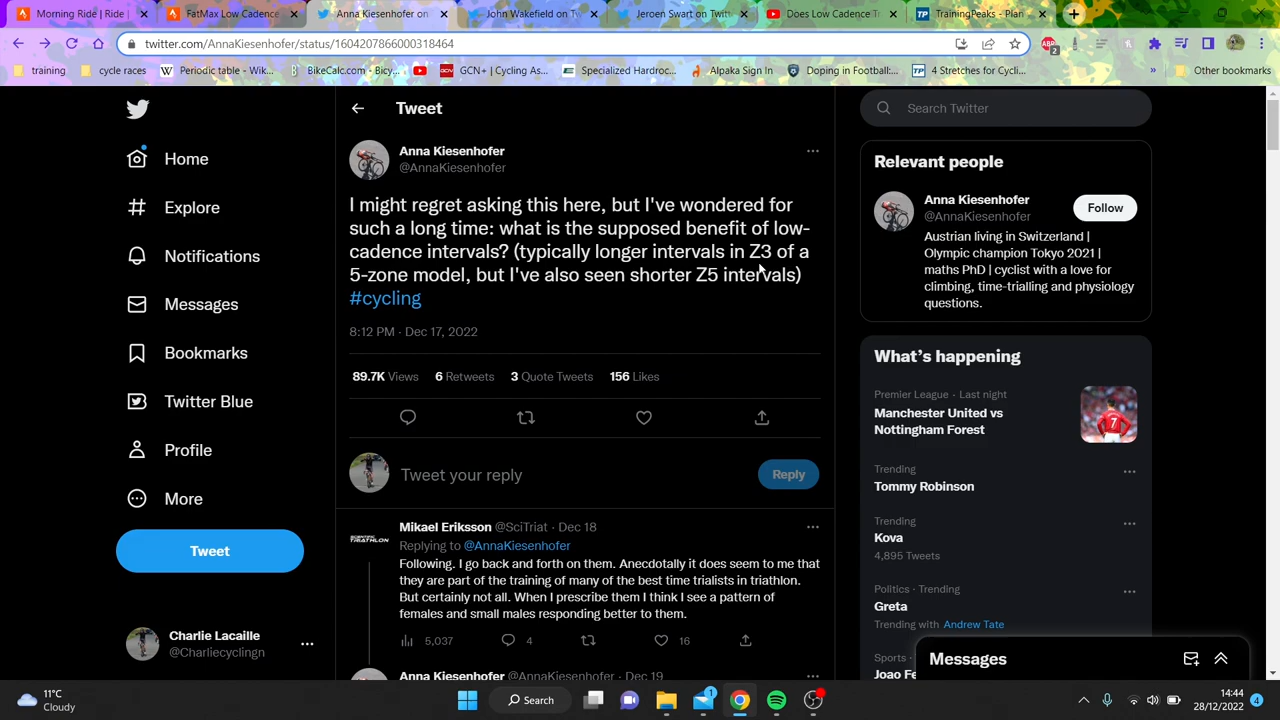 Morning Ride | Ride |
FatMax Low Cadence
Anna Kiesenhofer on
John Wakefield on Tw
Jeroen Swart on Twitt
Does Low Cadence Tr
TrainingPeaks - Plan
twitter.com/AnnaKiesenhofer/status/1604207866000318464
training
cycle races
Periodic table - Wik...
BikeCalc.com - Bicy...
GCN+ | Cycling As...
Specialized Hardroc...
Alpaka Sign In
Doping in Football:...
4 Stretches for Cycli...
»
Other bookmarks
Tweet
Search Twitter
Home
Explore
Notifications
Messages
Bookmarks
Twitter Blue
Profile
More
Tweet
Charlie Lacaille
@Charliecyclingn
Anna Kiesenhofer
@AnnaKiesenhofer
I might regret asking this here, but I've wondered for
such a long time: what is the supposed benefit of low-
cadence intervals? (typically longer intervals in Z3 of a
5-zone model, but I've also seen shorter Z5 intervals)
#cycling
8:12 PM · Dec 17, 2022
89.7K Views 6 Retweets 3 Quote Tweets 156 Likes
Tweet your reply
Reply
Mikael Eriksson @SciTriat · Dec 18
Replying to @AnnaKiesenhofer
Following. I go back and forth on them. Anecdotally it does seem to me that
they are part of the training of many of the best time trialists in triathlon.
But certainly not all. When I prescribe them I think I see a pattern of
females and small males responding better to them.
5,037 4 16
Anna Kiesenhofer @AnnaKiesenhofer · Dec 19
Relevant people
Anna Kiesenhofer
@AnnaKiesenhofer
Follow
Austrian living in Switzerland |
Olympic champion Tokyo 2021 |
maths PhD | cyclist with a love for
climbing, time-trialling and physiology
questions.
What's happening
Premier League · Last night
Manchester United vs
Nottingham Forest
Trending
Tommy Robinson
Trending
Kova
4,895 Tweets
Politics · Trending
Greta
Trending with Andrew Tate
Sports ·
Joao Fe
Messages
11°C
Cloudy
Search
14:44
28/12/2022